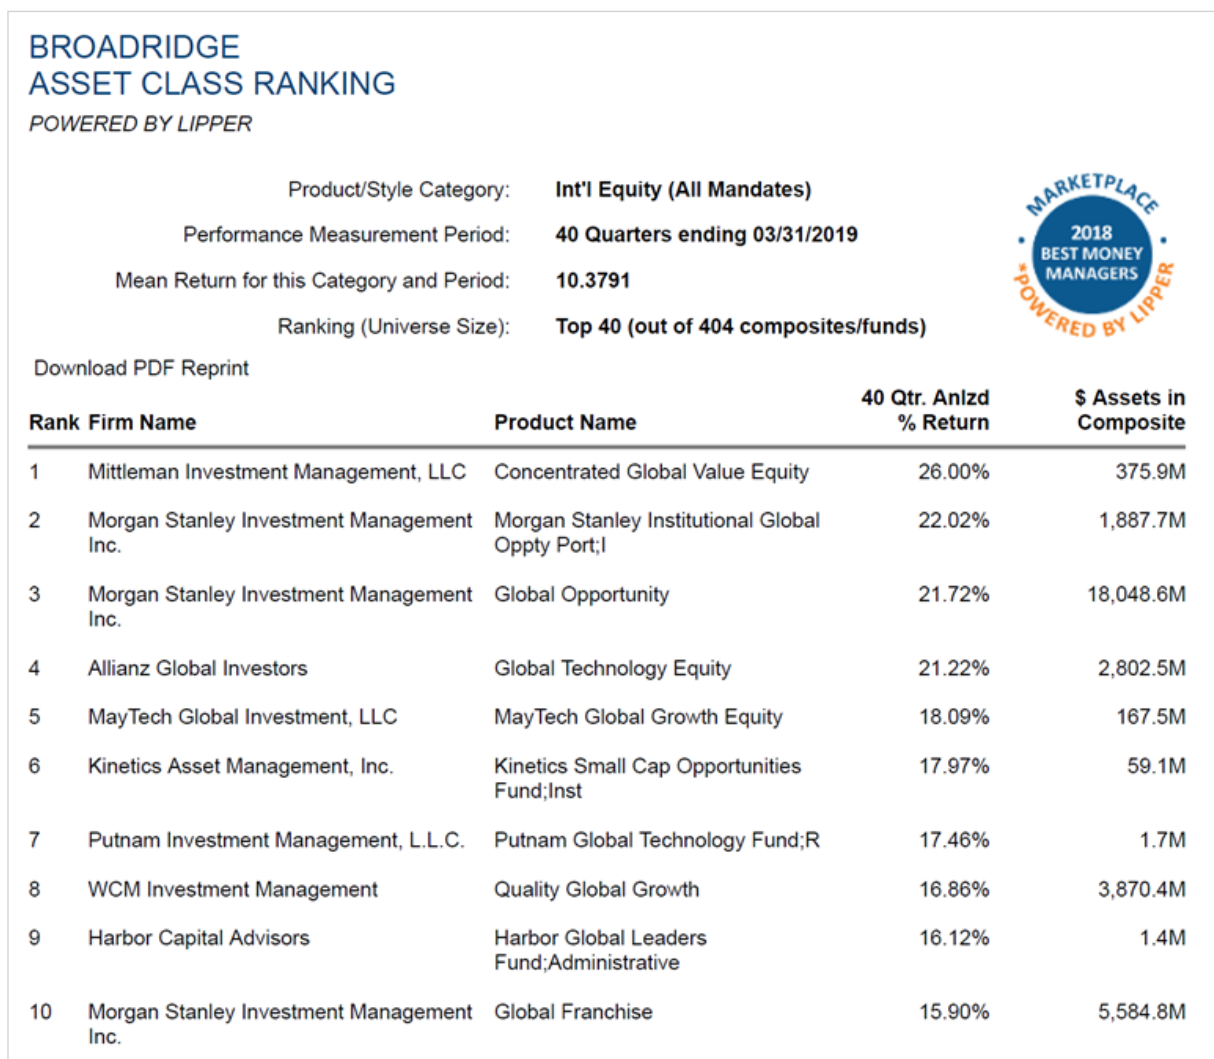 BROADRIDGE
ASSET CLASS RANKING
POWERED BY LIPPER
Product/Style Category: Int'l Equity (All Mandates)
Performance Measurement Period: 40 Quarters ending 03/31/2019
Mean Return for this Category and Period: 10.3791
Ranking (Universe Size): Top 40 (out of 404 composites/funds)
MARKETPLACE
2018
BEST MONEY
MANAGERS
*POWERED BY LIPPER
Download PDF Reprint
40 Qtr. Anlzd $ Assets in
Rank Firm Name Product Name % Return Composite
1 Mittleman Investment Management, LLC Concentrated Global Value Equity 26.00% 375.9M
2 Morgan Stanley Investment Management Morgan Stanley Institutional Global 22.02% 1,887.7M
Inc. Oppty Port;I
3 Morgan Stanley Investment Management Global Opportunity 21.72% 18,048.6M
Inc.
4 Allianz Global Investors Global Technology Equity 21.22% 2,802.5M
5 MayTech Global Investment, LLC MayTech Global Growth Equity 18.09% 167.5M
6 Kinetics Asset Management, Inc. Kinetics Small Cap Opportunities 17.97% 59.1M
Fund;Inst
7 Putnam Investment Management, L.L.C. Putnam Global Technology Fund;R 17.46% 1.7M
8 WCM Investment Management Quality Global Growth 16.86% 3,870.4M
9 Harbor Capital Advisors Harbor Global Leaders 16.12% 1.4M
Fund;Administrative
10 Morgan Stanley Investment Management Global Franchise 15.90% 5,584.8M
Inc.